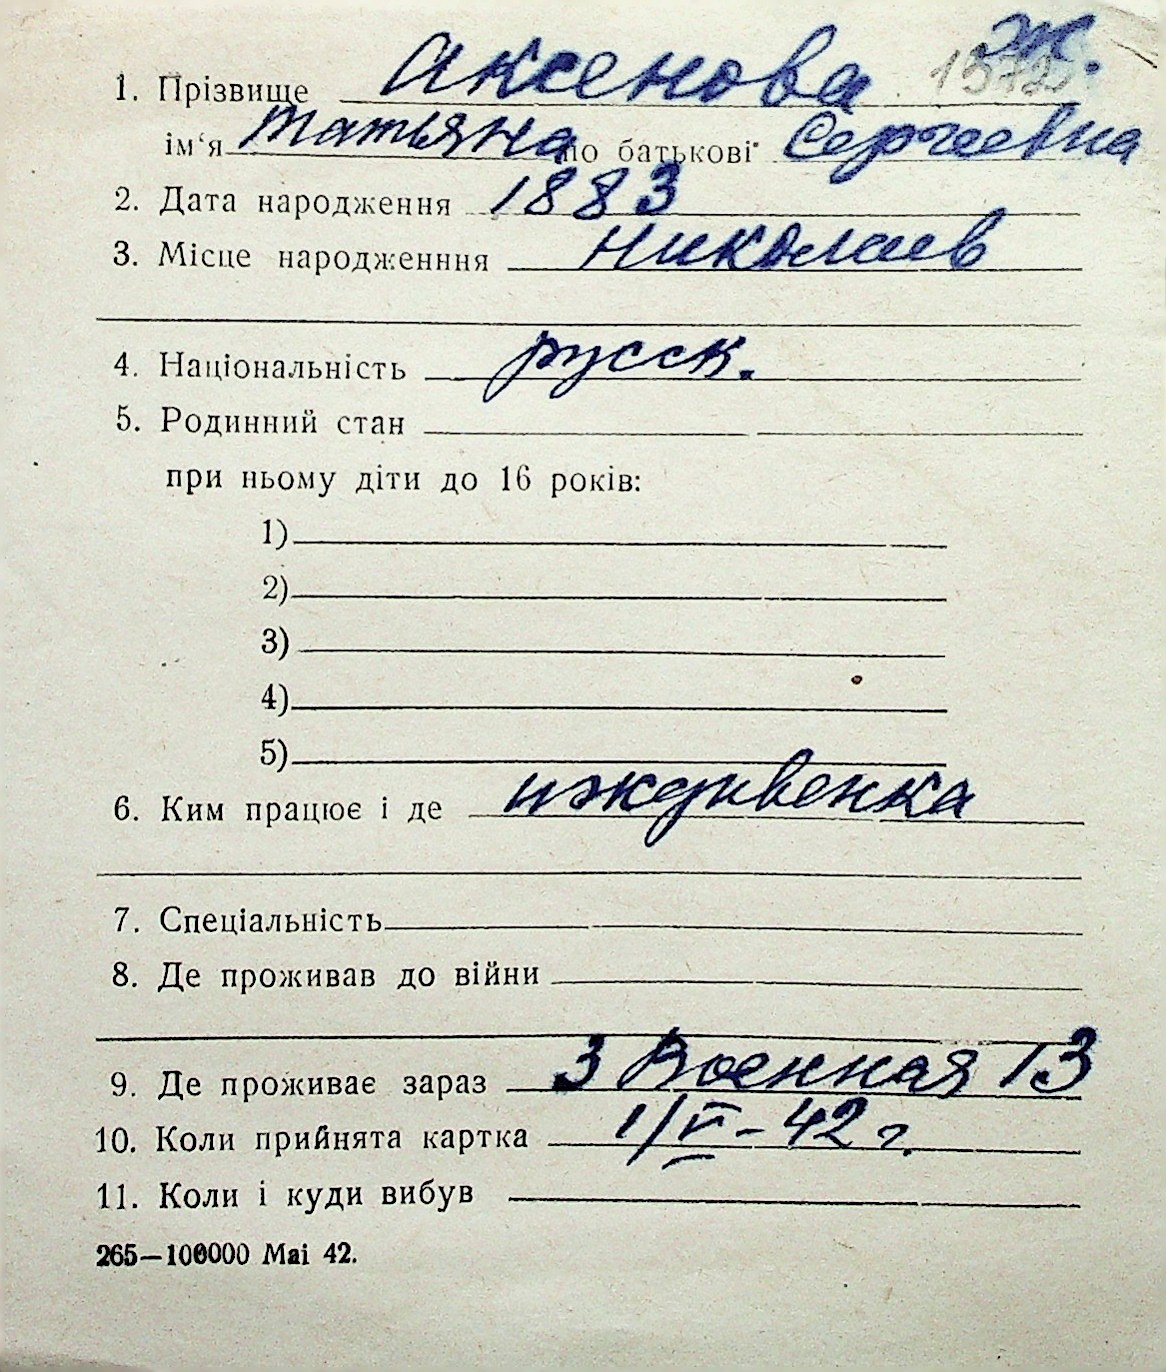 ж.
1. Прізвище Аксенова
ім‘я Татьяна по батькові Сергеевна
2. Дата народження 1883
3. Місце народженння Николаев
4. Національність русск.
5. Родинний стан
при ньому діти до 16 років:
1)
2)
3)
4)
5)
6. Ким працює і де иждивенка
7. Спеціальність
8. Де проживав до війни
9. Де проживає зараз 3 Военная 13
10. Коли прийнята картка 1/VI-42 г.
11. Коли і куди вибув
265—100000 Mai 42.